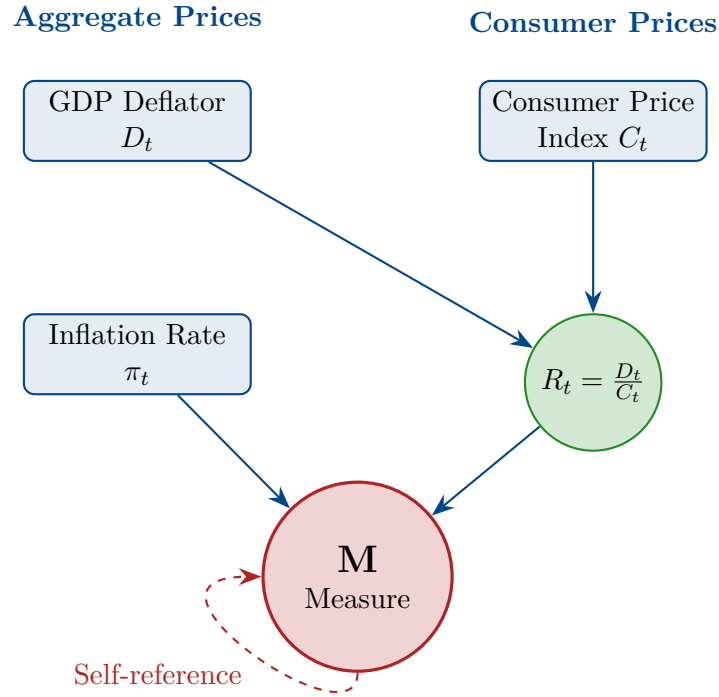 Aggregate Prices
Consumer Prices
GDP Deflator
D_t
Consumer Price
Index C_t
Inflation Rate
π_t
R_t = D_t/C_t
M
Measure
Self-reference